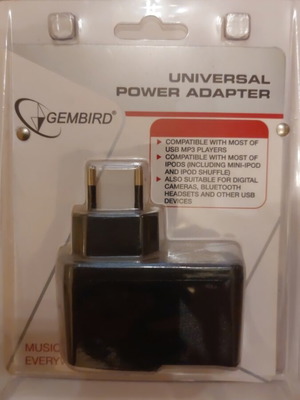 UNIVERSAL
POWER ADAPTER
GEMBIRD®
COMPATIBLE WITH MOST OF
USB MP3 PLAYERS
COMPATIBLE WITH MOST OF
IPODS (INCLUDING MINI-IPOD
AND IPOD SHUFFLE)
ALSO SUITABLE FOR DIGITAL
CAMERAS, BLUETOOTH
HEADSETS AND OTHER USB
DEVICES
MUSIC
EVERY